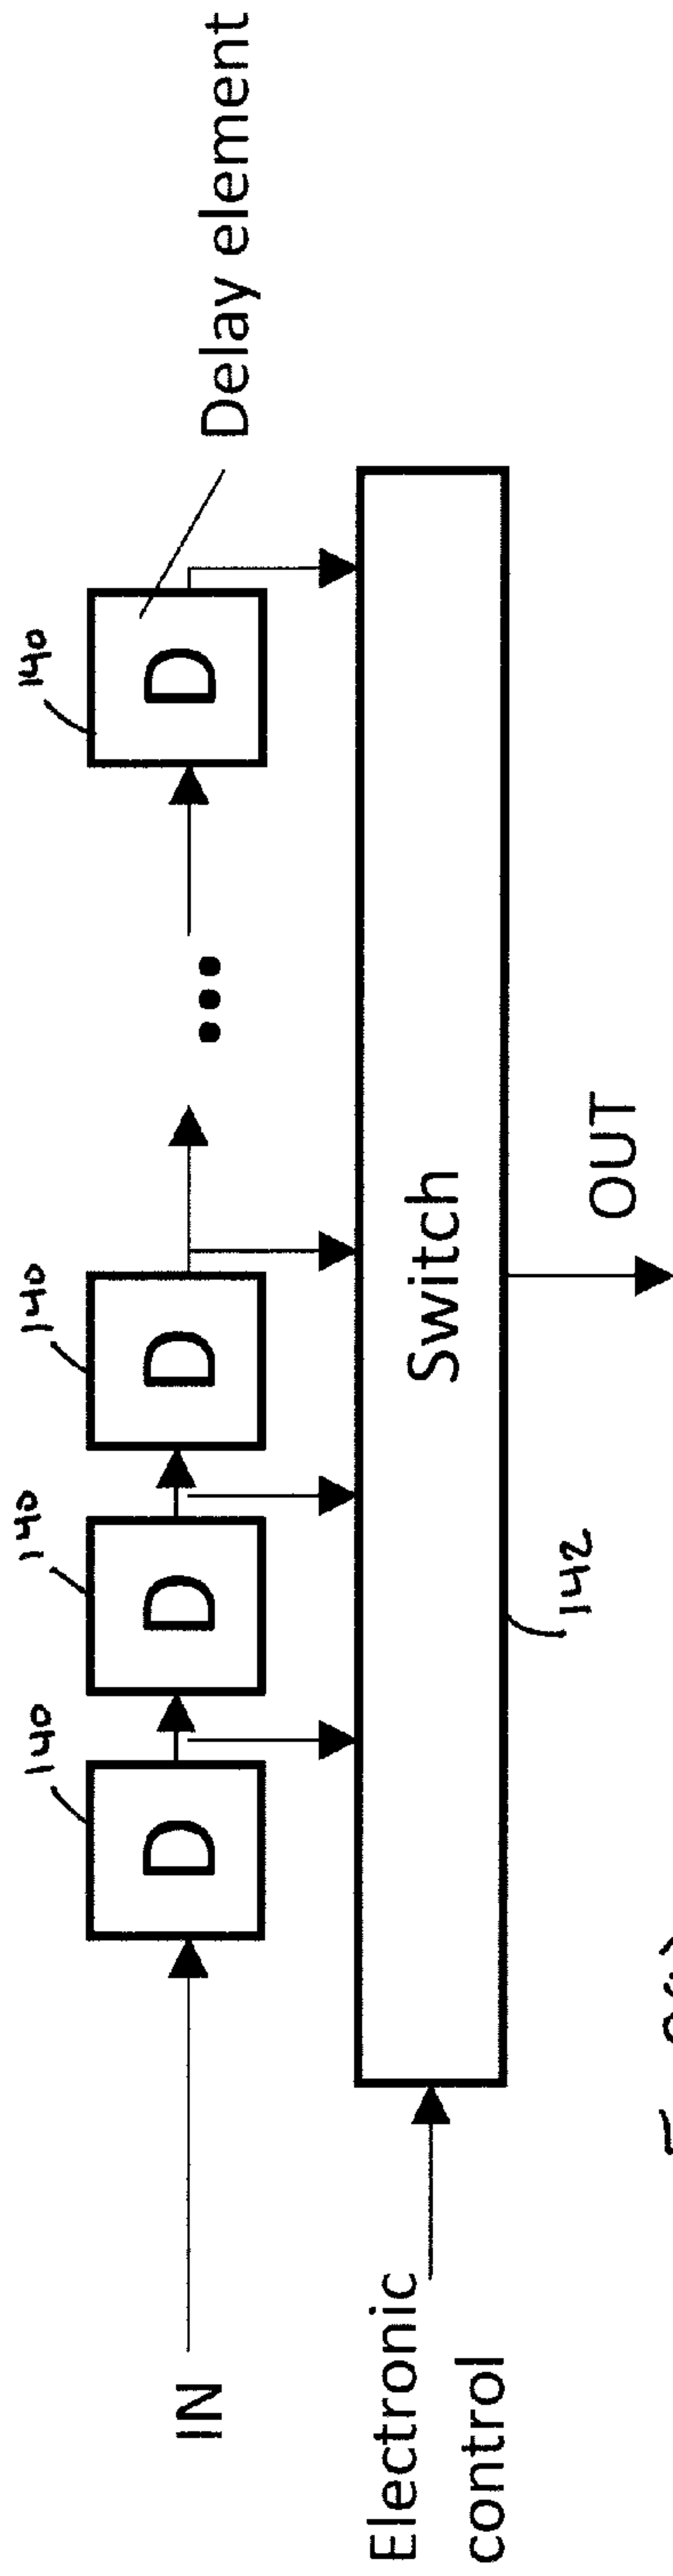 140
140
140
140
D
D
D
D
Delay element
IN
Switch
Electronic
control
142
OUT